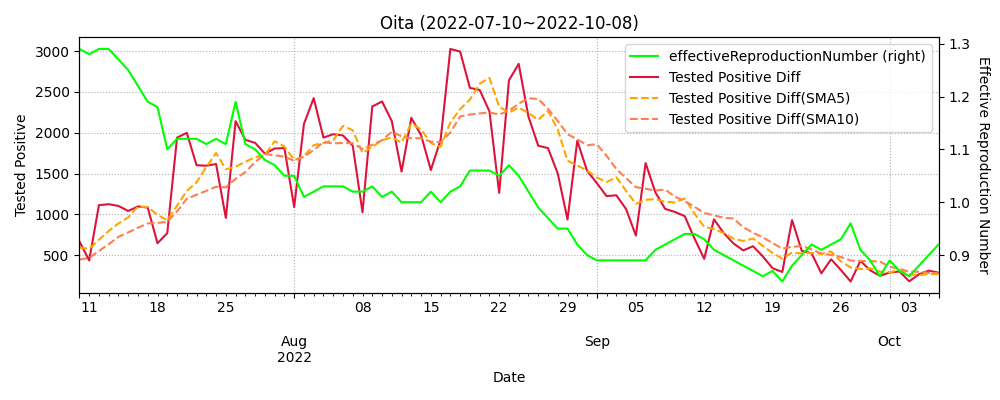 Oita (2022-07-10~2022-10-08)
effectiveReproductionNumber (right)
Tested Positive Diff
Tested Positive Diff(SMA5)
Tested Positive Diff(SMA10)
Tested Positive
3000
2500
2000
1500
1000
500
Effective Reproduction Number
1.3
1.2
1.1
1.0
0.9
11 18 25 08 15 22 29 05 12 19 26 03
Aug Sep Oct
2022
Date